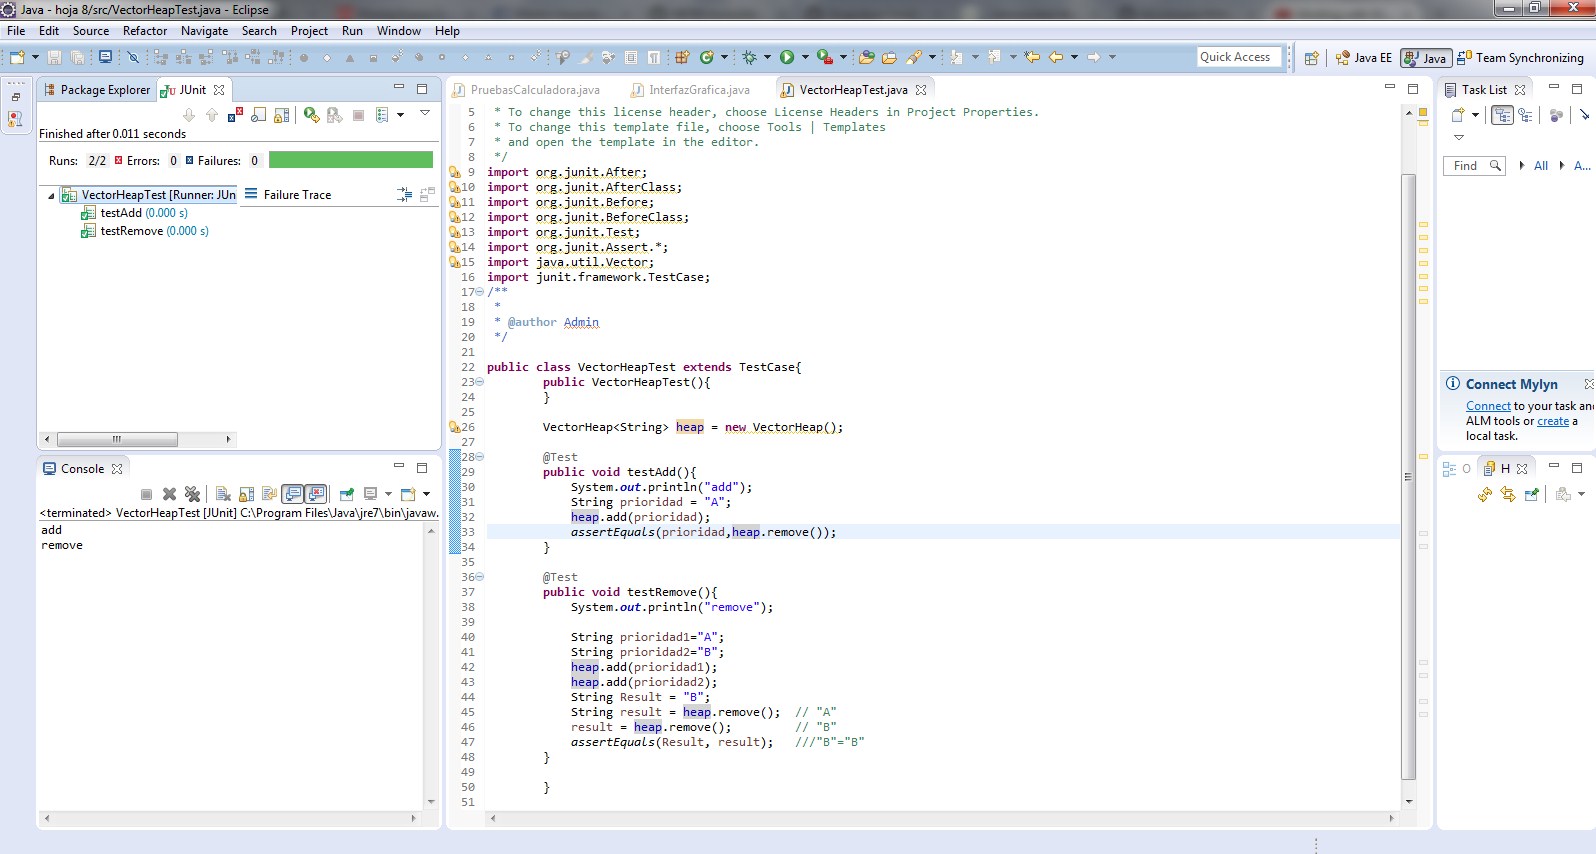 Java - hoja 8/src/VectorHeapTest.java - Eclipse
File Edit Source Refactor Navigate Search Project Run Window Help
Quick Access
Java EE
Java
Team Synchronizing
Package Explorer
JUnit
Finished after 0.011 seconds
Runs: 2/2 Errors: 0 Failures: 0
VectorHeapTest [Runner: JUn
Failure Trace
testAdd (0.000 s)
testRemove (0.000 s)
Console
<terminated> VectorHeapTest [JUnit] C:\Program Files\Java\jre7\bin\javaw.
add
remove
PruebasCalculadora.java
InterfazGrafica.java
VectorHeapTest.java
5 * To change this license header, choose License Headers in Project Properties.
6 * To change this template file, choose Tools | Templates
7 * and open the template in the editor.
8 */
9 import org.junit.After;
10 import org.junit.AfterClass;
11 import org.junit.Before;
12 import org.junit.BeforeClass;
13 import org.junit.Test;
14 import org.junit.Assert.*;
15 import java.util.Vector;
16 import junit.framework.TestCase;
17 /**
18 *
19 * @author Admin
20 */
21
22 public class VectorHeapTest extends TestCase{
23 public VectorHeapTest(){
24 }
25
26 VectorHeap<String> heap = new VectorHeap();
27
28 @Test
29 public void testAdd(){
30 System.out.println("add");
31 String prioridad = "A";
32 heap.add(prioridad);
33 assertEquals(prioridad,heap.remove());
34 }
35
36 @Test
37 public void testRemove(){
38 System.out.println("remove");
39
40 String prioridad1="A";
41 String prioridad2="B";
42 heap.add(prioridad1);
43 heap.add(prioridad2);
44 String Result = "B";
45 String result = heap.remove(); // "A"
46 result = heap.remove(); // "B"
47 assertEquals(Result, result); ///"B"="B"
48 }
49
50 }
51
Task List
Find
All
A...
Connect Mylyn
Connect to your task an
ALM tools or create a
local task.
O
H